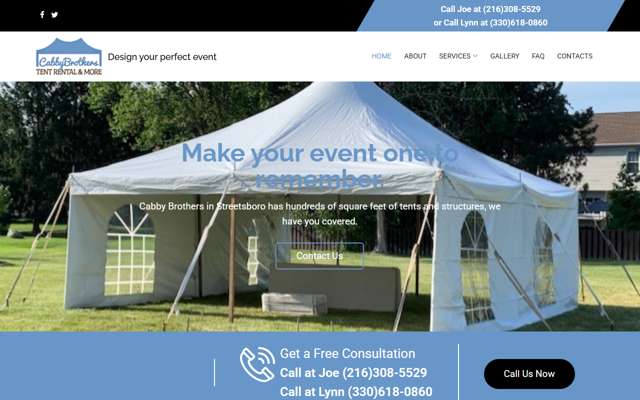 Call Joe at (216)308-5529
or Call Lynn at (330)618-0860
CabbyBrothers
TENT RENTAL & MORE
Design your perfect event
HOME ABOUT SERVICES GALLERY FAQ CONTACTS
Make your event one to
remember.
Cabby Brothers in Streetsboro has hundreds of square feet of tents and structures, we
have you covered.
Contact Us
Get a Free Consultation
Call at Joe (216)308-5529
Call at Lynn (330)618-0860
Call Us Now